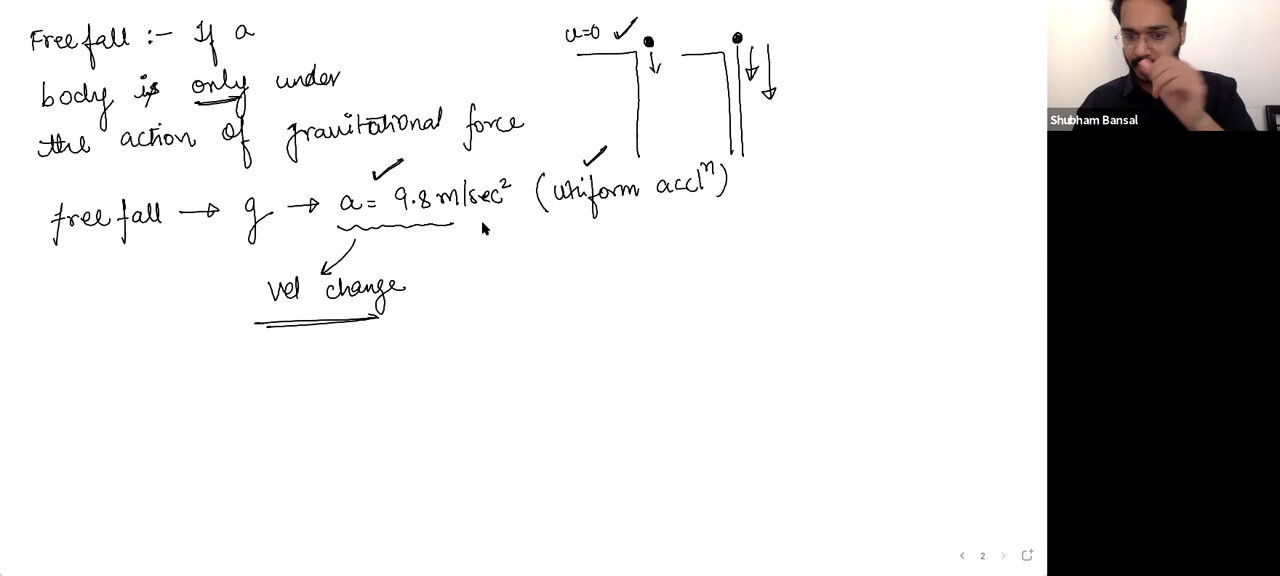 Free fall :- If a
body is only under
the action of gravitational force
free fall → g → a = 9.8 m/sec² (uniform acclⁿ)
Vel change
u=0
Shubham Bansal
2